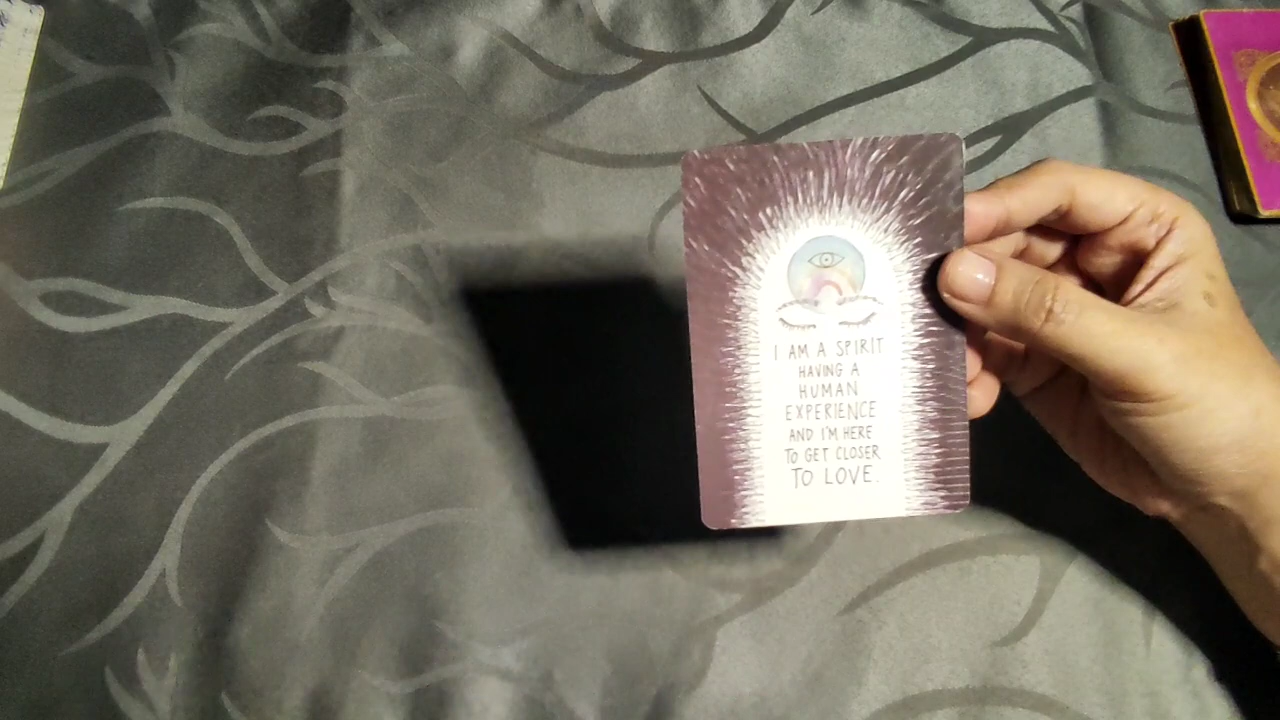 I AM A SPIRIT
HAVING A
HUMAN
EXPERIENCE
AND I'M HERE
TO GET CLOSER
TO LOVE.